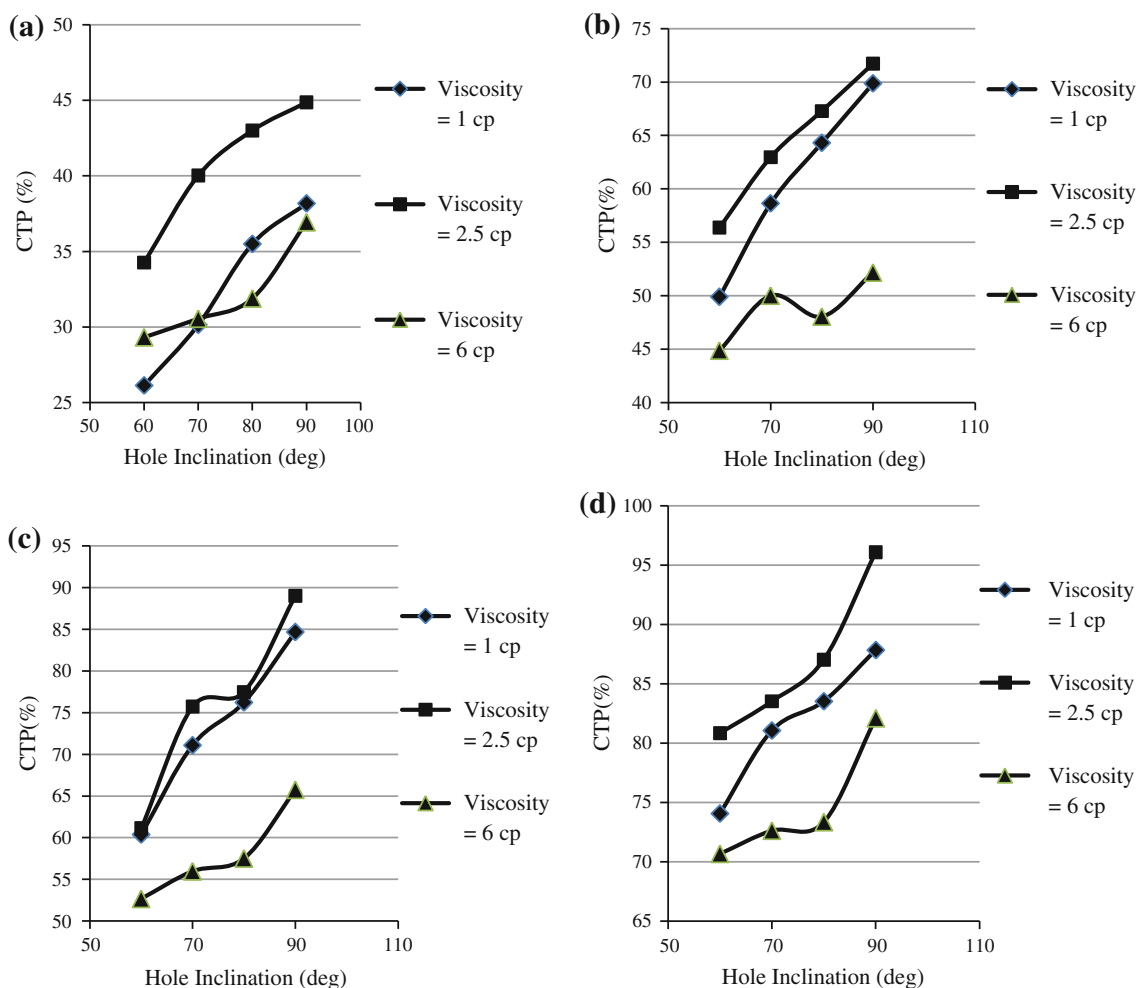 (a)
50
45
40
35
30
25
CTP (%)
50 60 70 80 90 100
Hole Inclination (deg)
Viscosity
= 1 cp
Viscosity
= 2.5 cp
Viscosity
= 6 cp
(b)
75
70
65
60
55
50
45
40
CTP(%)
50 70 90 110
Hole Inclination (deg)
Viscosity
= 1 cp
Viscosity
= 2.5 cp
Viscosity
= 6 cp
(c)
95
90
85
80
75
70
65
60
55
50
CTP(%)
50 70 90 110
Hole Inclination (deg)
Viscosity
= 1 cp
Viscosity
= 2.5 cp
Viscosity
= 6 cp
(d)
100
95
90
85
80
75
70
65
CTP(%)
50 70 90 110
Hole Inclination (deg)
Viscosity
= 1 cp
Viscosity
= 2.5 cp
Viscosity
= 6 cp